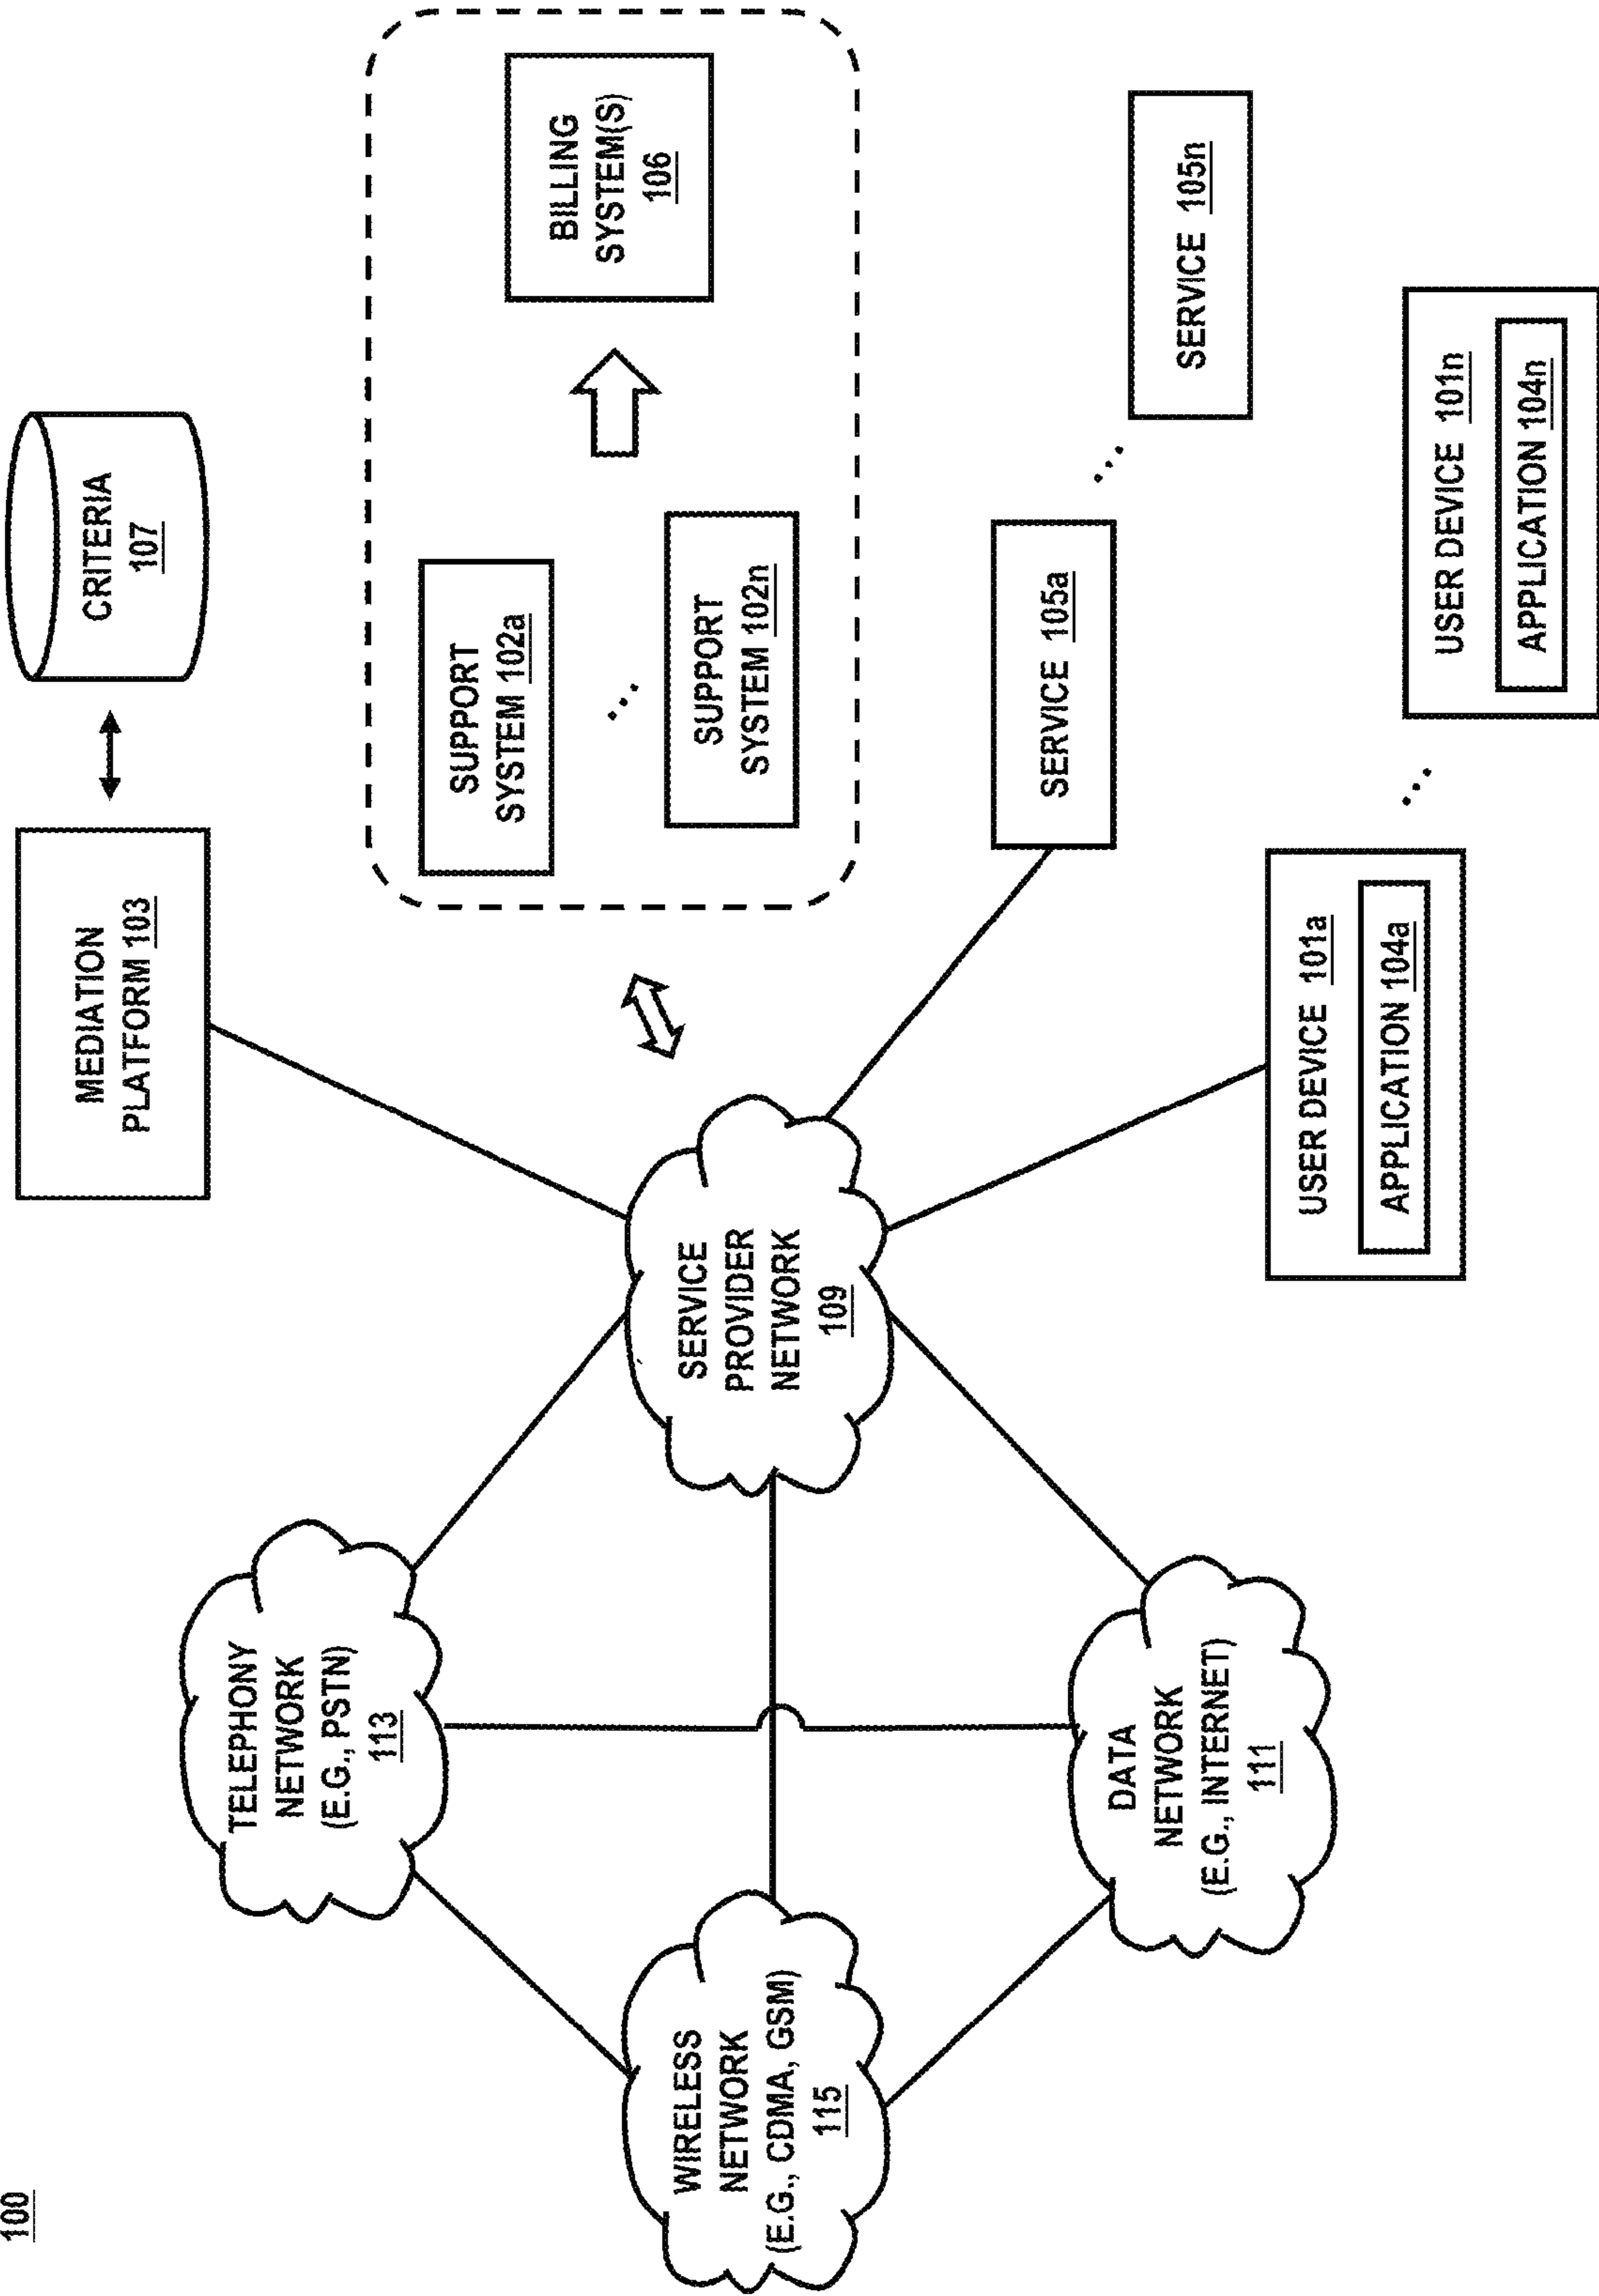 100
MEDIATION
PLATFORM 103
CRITERIA
107
TELEPHONY
NETWORK
(E.G., PSTN)
113
SUPPORT
SYSTEM 102a
...
SUPPORT
SYSTEM 102n
BILLING
SYSTEM(S)
106
WIRELESS
NETWORK
(E.G., CDMA, GSM)
115
SERVICE
PROVIDER
NETWORK
109
SERVICE 105a
...
SERVICE 105n
DATA
NETWORK
(E.G., INTERNET)
111
USER DEVICE 101a
APPLICATION 104a
...
USER DEVICE 101n
APPLICATION 104n